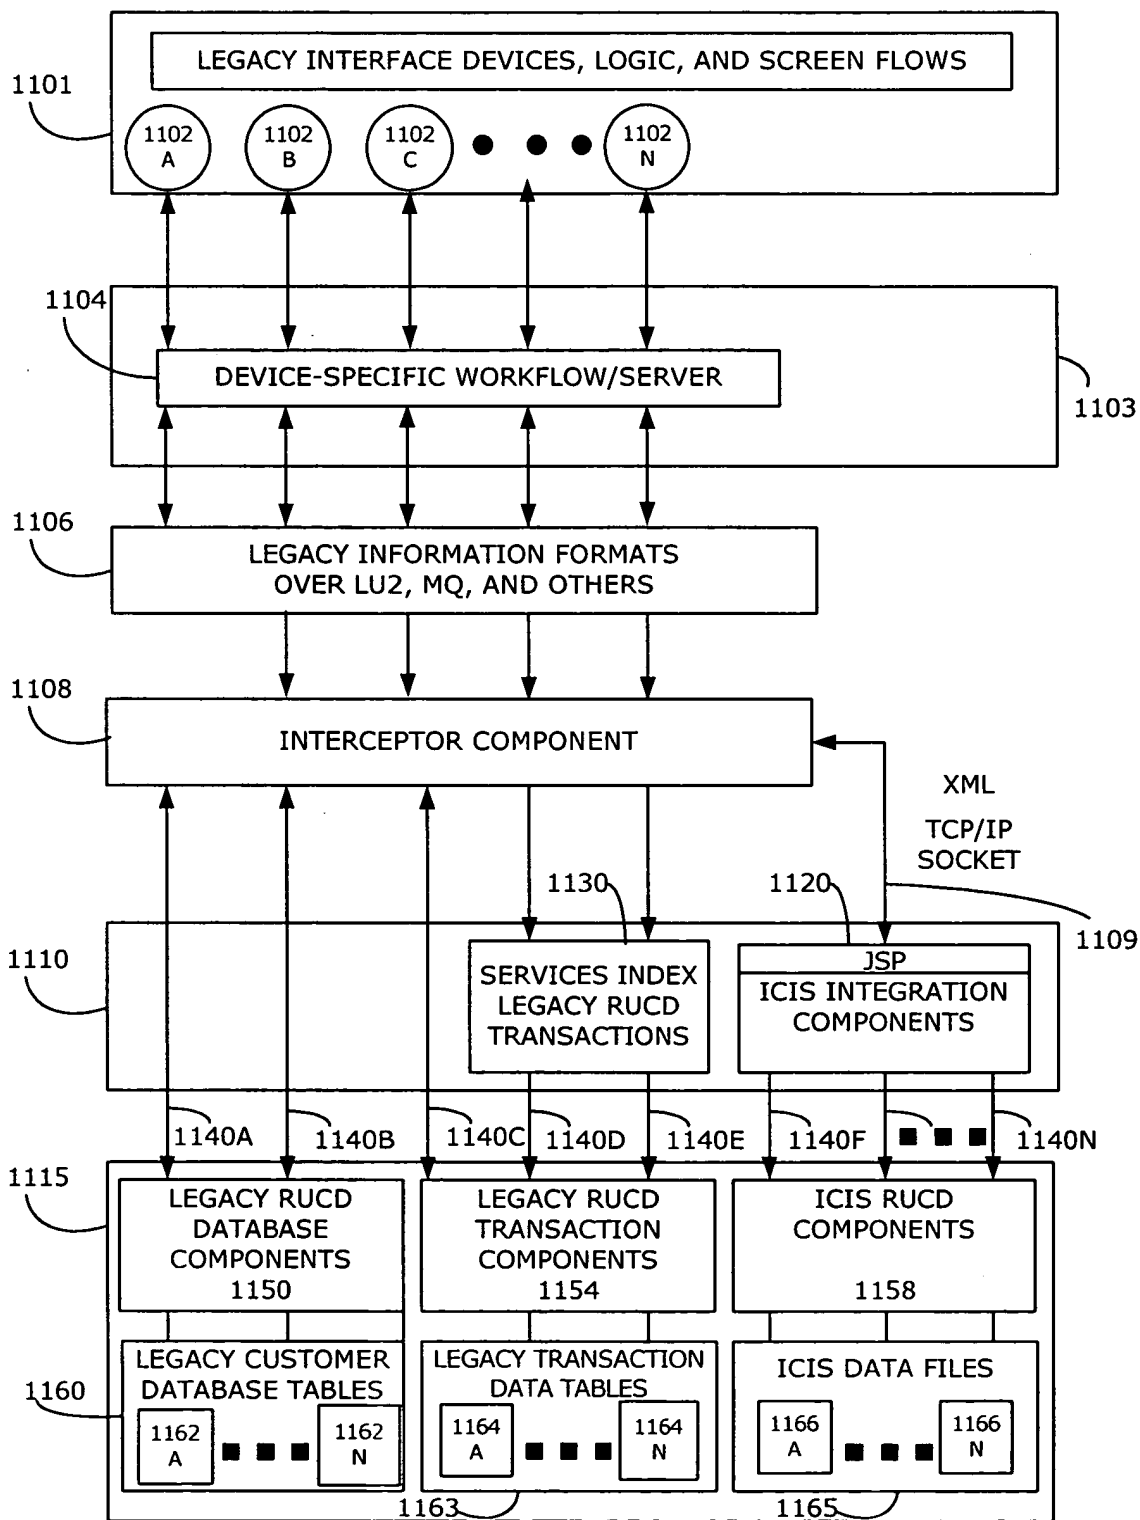 LEGACY INTERFACE DEVICES, LOGIC, AND SCREEN FLOWS
1101
1102
A
1102
B
1102
C
1102
N
1104
DEVICE-SPECIFIC WORKFLOW/SERVER
1103
1106
LEGACY INFORMATION FORMATS
OVER LU2, MQ, AND OTHERS
1108
INTERCEPTOR COMPONENT
XML
TCP/IP
SOCKET
1130
1120
1109
1110
SERVICES INDEX
LEGACY RUCD
TRANSACTIONS
JSP
ICIS INTEGRATION
COMPONENTS
1140A
1140B
1140C
1140D
1140E
1140F
1140N
1115
LEGACY RUCD
DATABASE
COMPONENTS
1150
LEGACY RUCD
TRANSACTION
COMPONENTS
1154
ICIS RUCD
COMPONENTS
1158
1160
LEGACY CUSTOMER
DATABASE TABLES
1162
A
1162
N
LEGACY TRANSACTION
DATA TABLES
1164
A
1164
N
ICIS DATA FILES
1166
A
1166
N
1163
1165